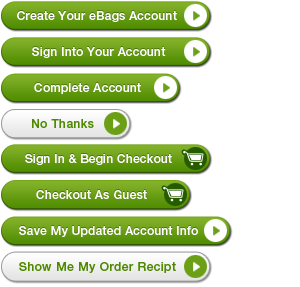 Create Your eBags Account
Sign Into Your Account
Complete Account
No Thanks
Sign In & Begin Checkout
Checkout As Guest
Save My Updated Account Info
Show Me My Order Recipt